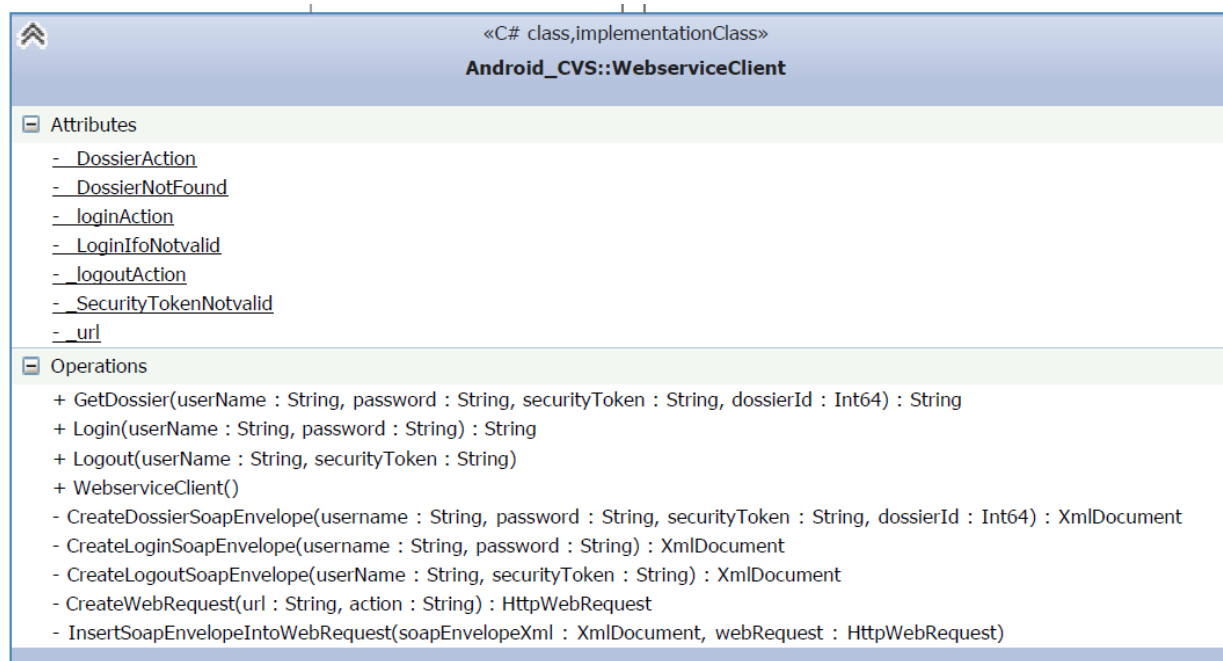 «C# class,implementationClass»
Android_CVS::WebserviceClient
Attributes
- _DossierAction
- _DossierNotFound
- _loginAction
- _LoginIfoNotvalid
- _logoutAction
- _SecurityTokenNotvalid
- _url
Operations
+ GetDossier(userName : String, password : String, securityToken : String, dossierId : Int64) : String
+ Login(userName : String, password : String) : String
+ Logout(userName : String, securityToken : String)
+ WebserviceClient()
- CreateDossierSoapEnvelope(username : String, password : String, securityToken : String, dossierId : Int64) : XmlDocument
- CreateLoginSoapEnvelope(username : String, password : String) : XmlDocument
- CreateLogoutSoapEnvelope(userName : String, securityToken : String) : XmlDocument
- CreateWebRequest(url : String, action : String) : HttpWebRequest
- InsertSoapEnvelopeIntoWebRequest(soapEnvelopeXml : XmlDocument, webRequest : HttpWebRequest)